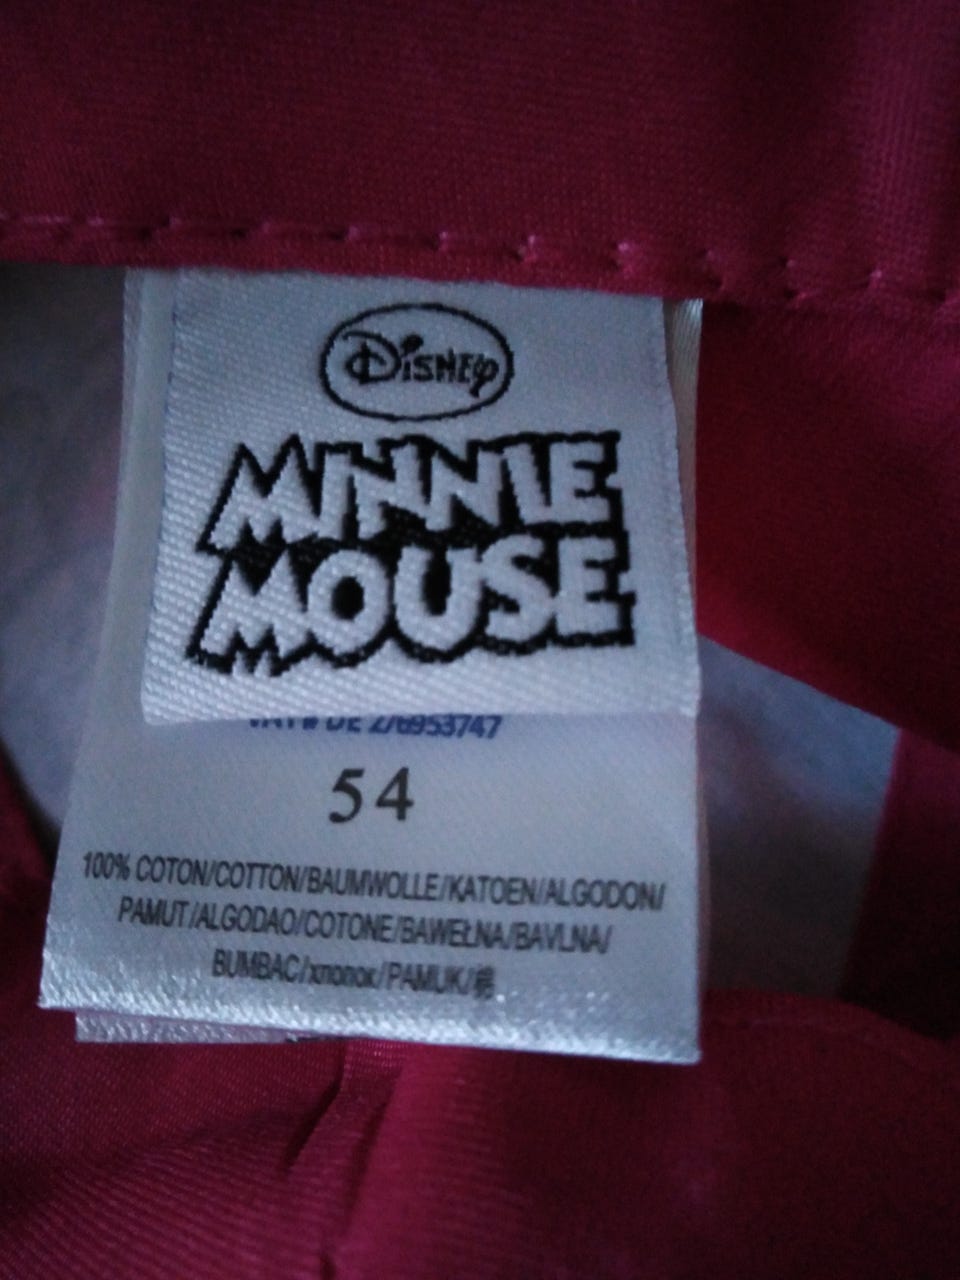 Disney
MINNIE
MOUSE
DE 276953747
54
100% COTON/COTTON/BAUMWOLLE/KATOEN/ALGODON/
PAMUT/ALGODAO/COTONE/BAWEŁNA/BAVLNA/
BUMBAC/хлопок/PAMUK/棉